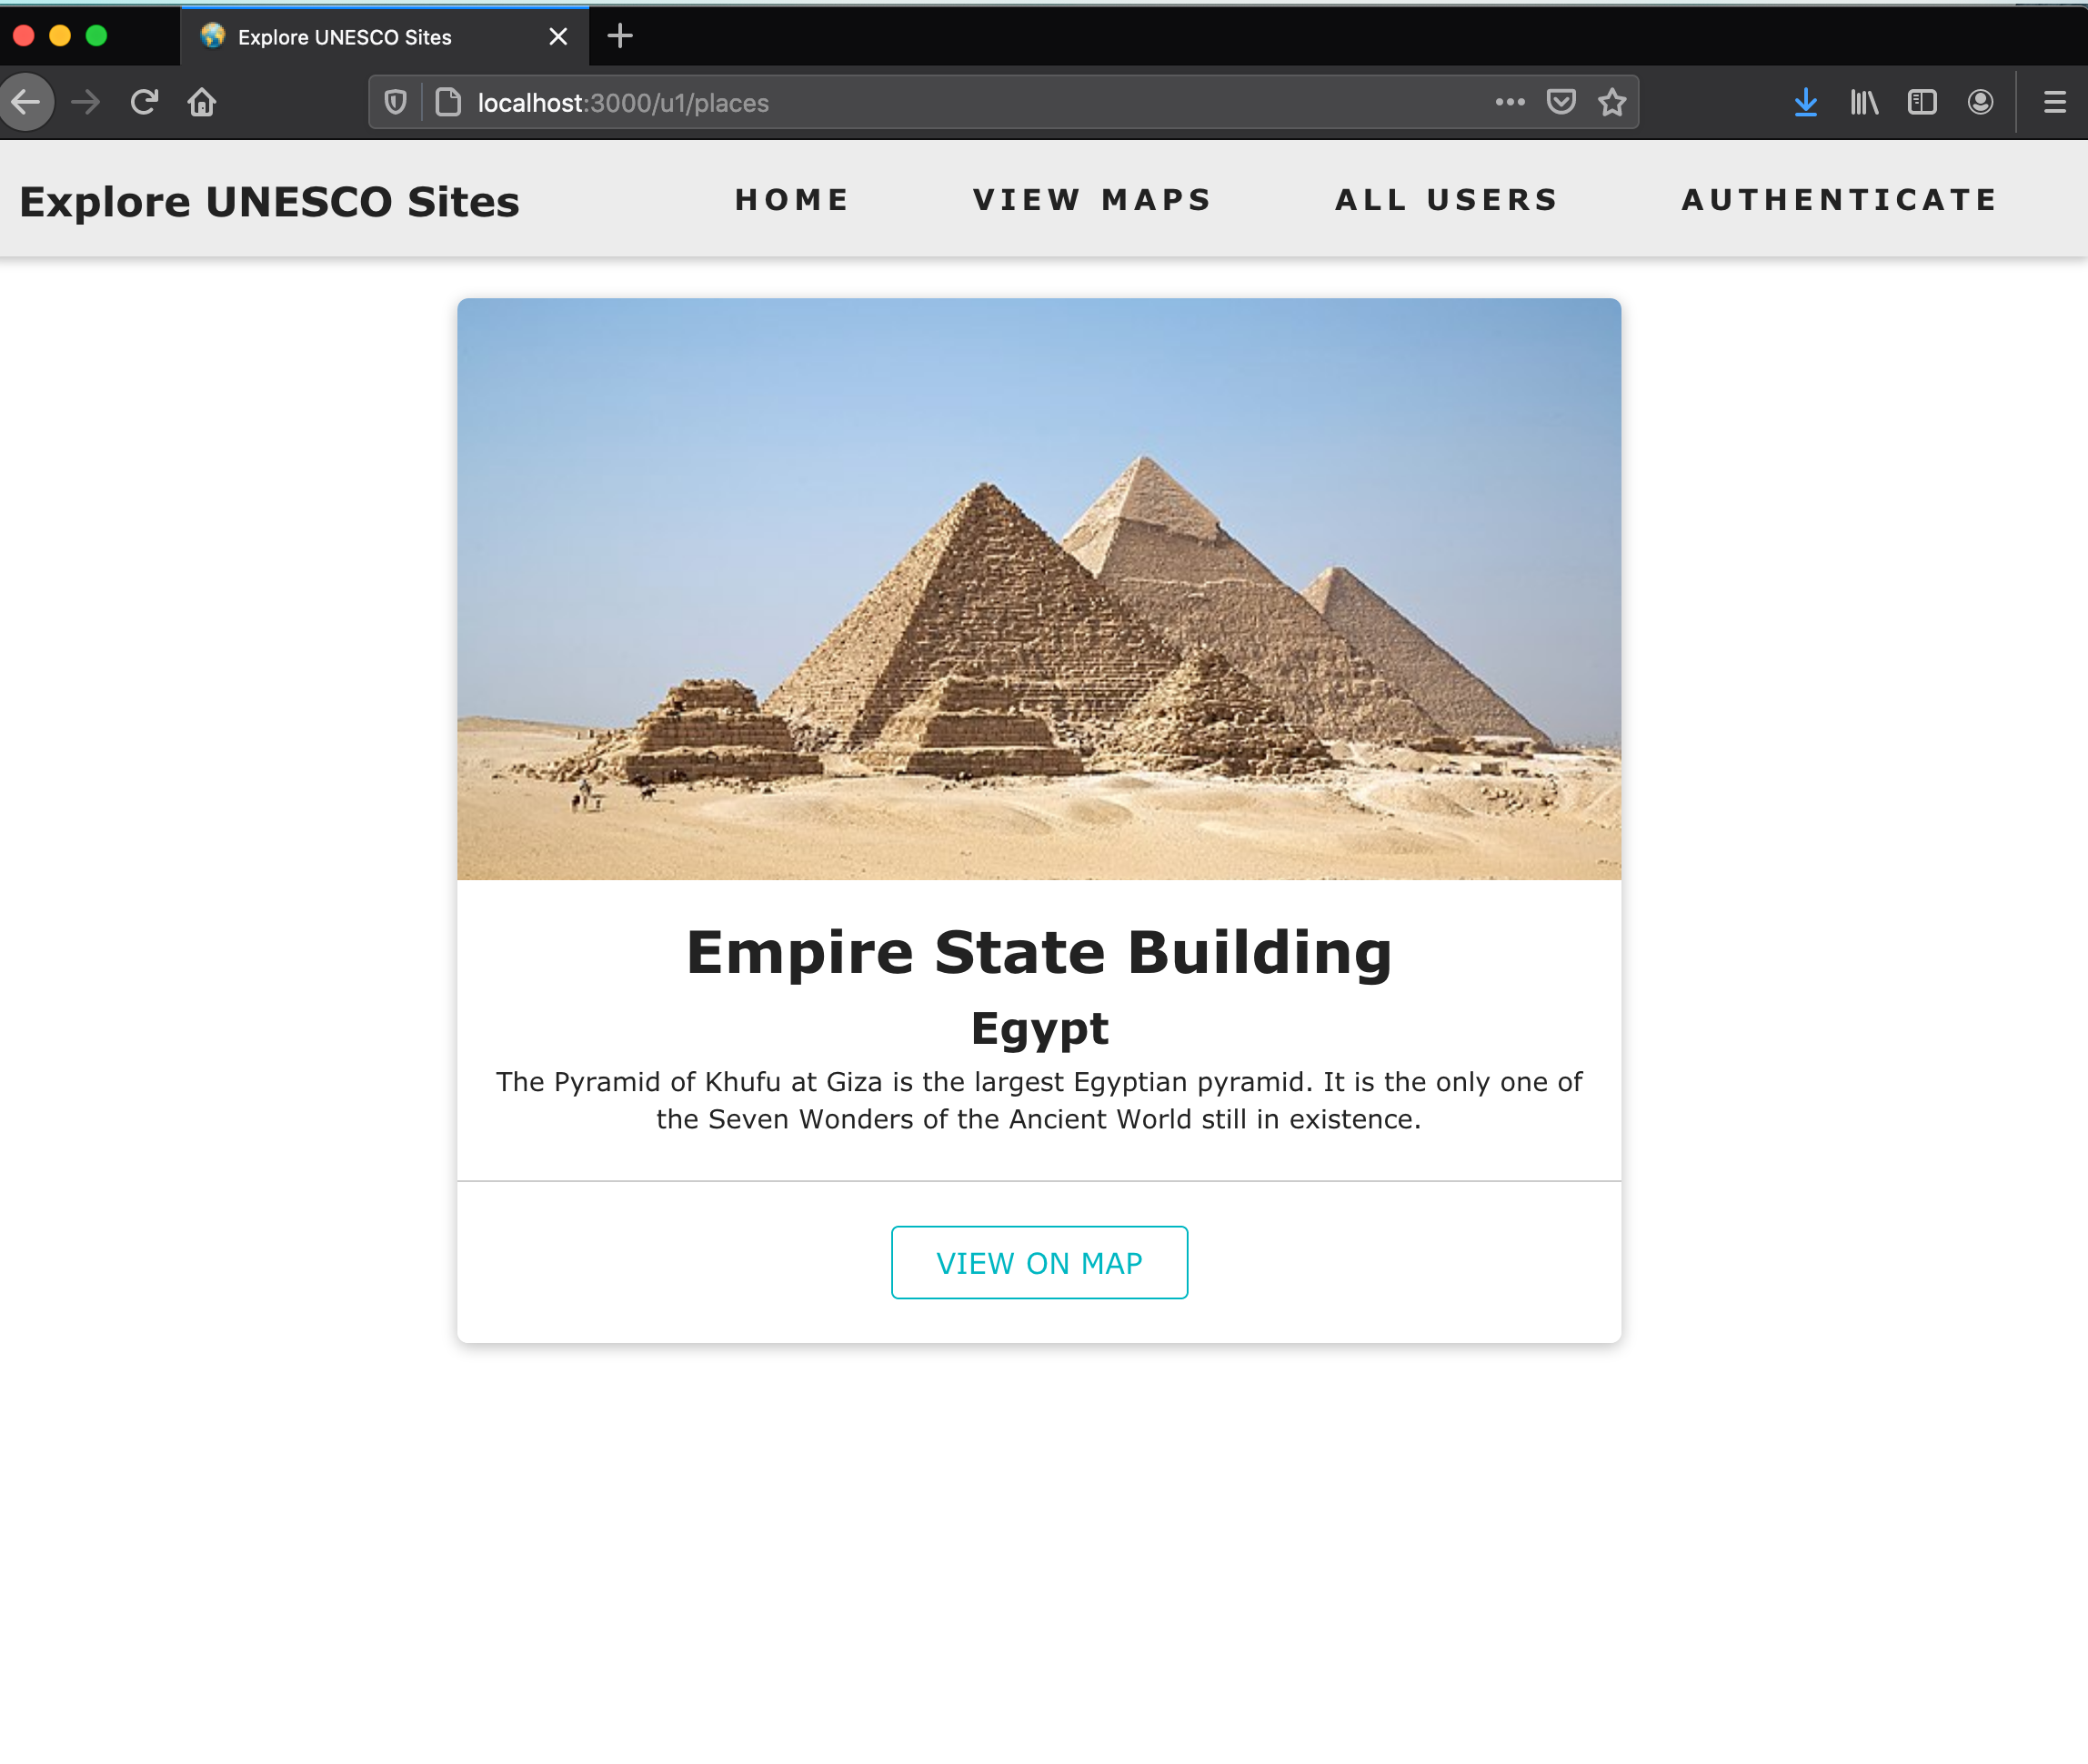 Explore UNESCO Sites
localhost:3000/u1/places
Explore UNESCO Sites
HOME
VIEW MAPS
ALL USERS
AUTHENTICATE
Empire State Building
Egypt
The Pyramid of Khufu at Giza is the largest Egyptian pyramid. It is the only one of
the Seven Wonders of the Ancient World still in existence.
VIEW ON MAP